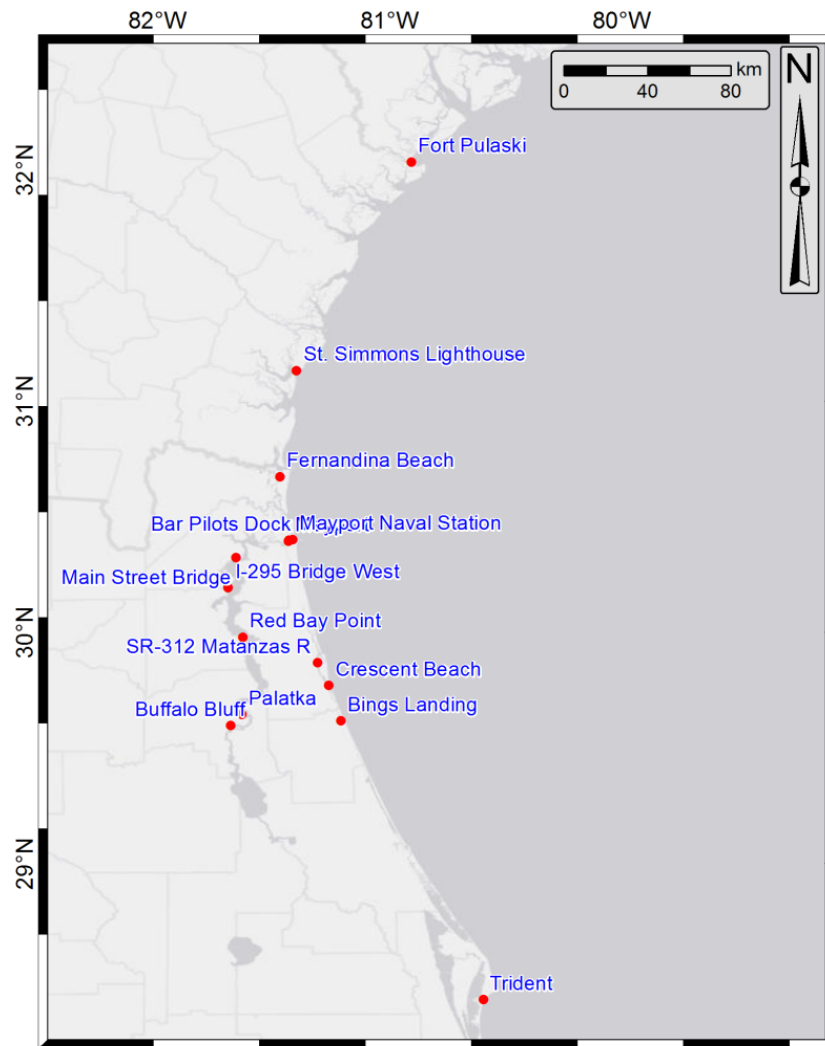 82°W
81°W
80°W
km
0
40
80
N
32°N
Fort Pulaski
St. Simmons Lighthouse
31°N
Fernandina Beach
Bar Pilots Dock
Mayport Naval Station
I-295 Bridge West
Main Street Bridge
30°N
Red Bay Point
SR-312 Matanzas R
Crescent Beach
Palatka
Bings Landing
Buffalo Bluff
29°N
Trident